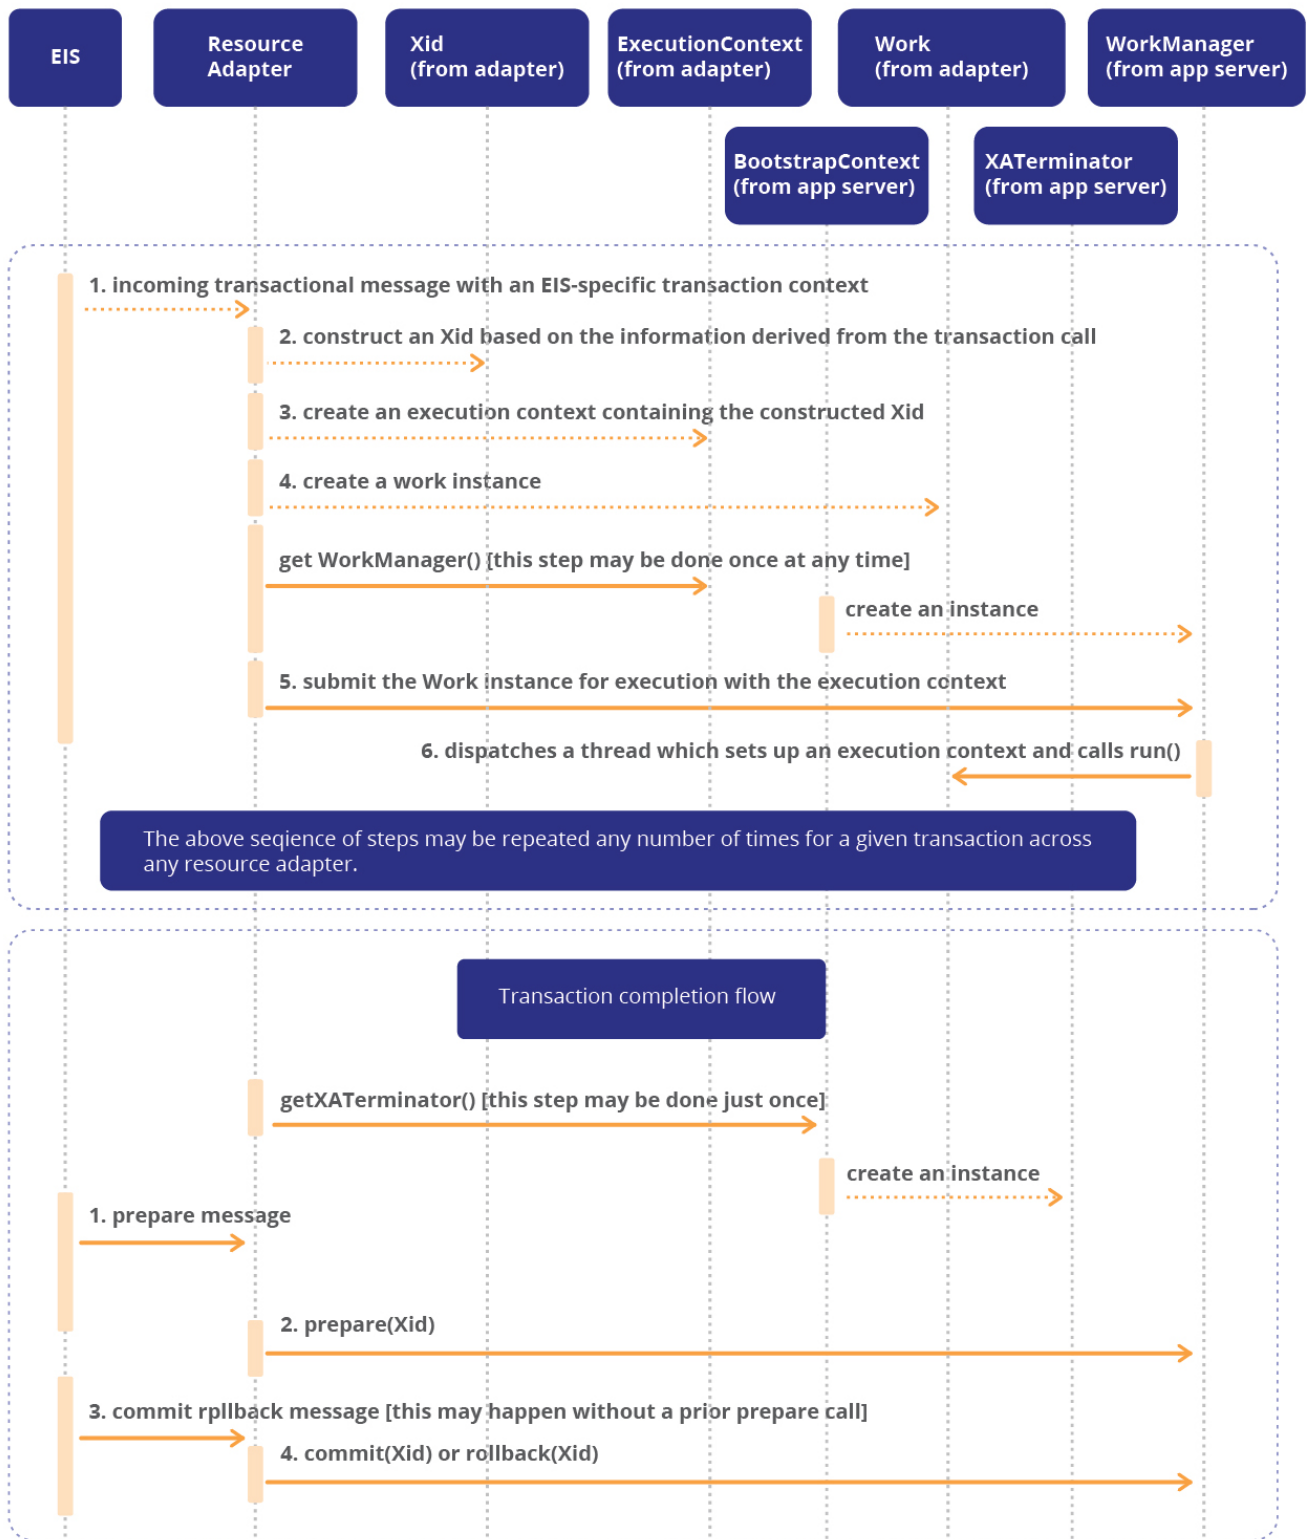 EIS
Resource
Adapter
Xid
(from adapter)
ExecutionContext
(from adapter)
Work
(from adapter)
WorkManager
(from app server)
BootstrapContext
(from app server)
XATerminator
(from app server)
1. incoming transactional message with an EIS-specific transaction context
2. construct an Xid based on the information derived from the transaction call
3. create an execution context containing the constructed Xid
4. create a work instance
get WorkManager() [this step may be done once at any time]
create an instance
5. submit the Work instance for execution with the execution context
6. dispatches a thread which sets up an execution context and calls run()
The above seqience of steps may be repeated any number of times for a given transaction across
any resource adapter.
Transaction completion flow
getXATerminator() [this step may be done just once]
create an instance
1. prepare message
2. prepare(Xid)
3. commit rpllback message [this may happen without a prior prepare call]
4. commit(Xid) or rollback(Xid)